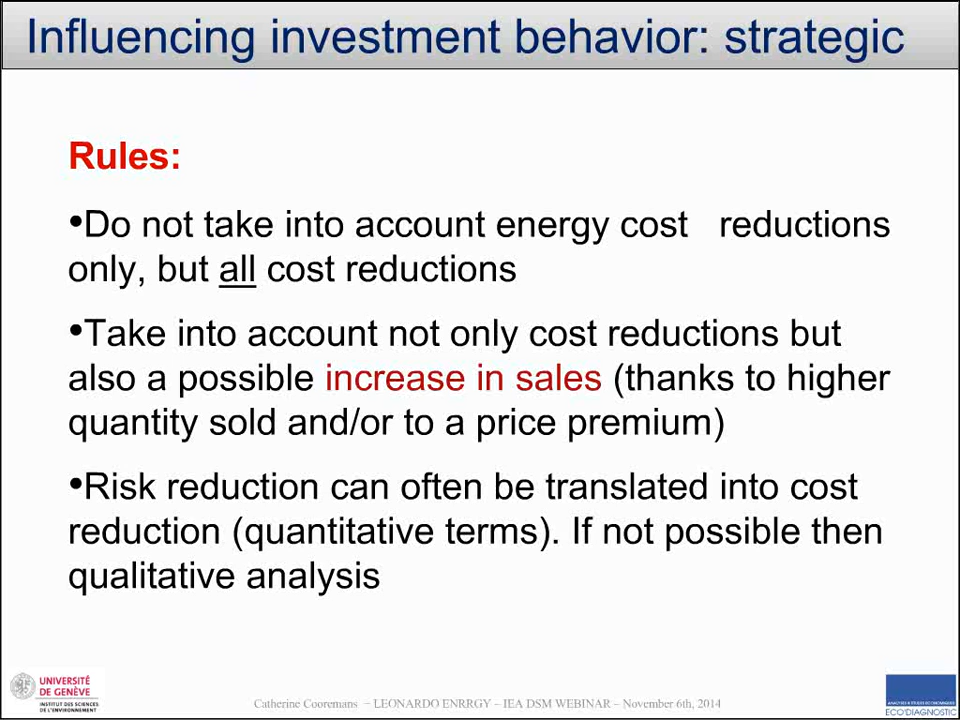 Influencing investment behavior: strategic
Rules:
•Do not take into account energy cost reductions
only, but all cost reductions
•Take into account not only cost reductions but
also a possible increase in sales (thanks to higher
quantity sold and/or to a price premium)
•Risk reduction can often be translated into cost
reduction (quantitative terms). If not possible then
qualitative analysis
UNIVERSITÉ
DE GENÈVE
INSTITUT DES SCIENCES
DE L'ENVIRONNEMENT
Catherine Cooremans – LEONARDO ENRRGY – IEA DSM WEBINAR – November 6th, 2014
ECO'DIAGNOSTIC